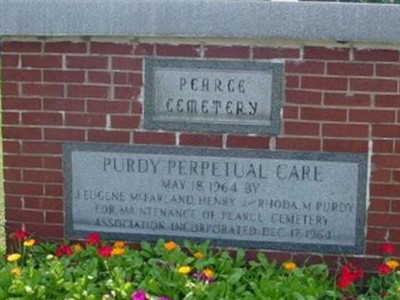 PEARCE
CEMETERY
PURDY PERPETUAL CARE
MAY 18 1964 BY
J. EUGENE MCFARLAND, HENRY J. & RHODA M. PURDY
FOR MAINTENANCE OF PEARCE CEMETERY
ASSOCIATION INCORPORATED DEC. 17, 1964